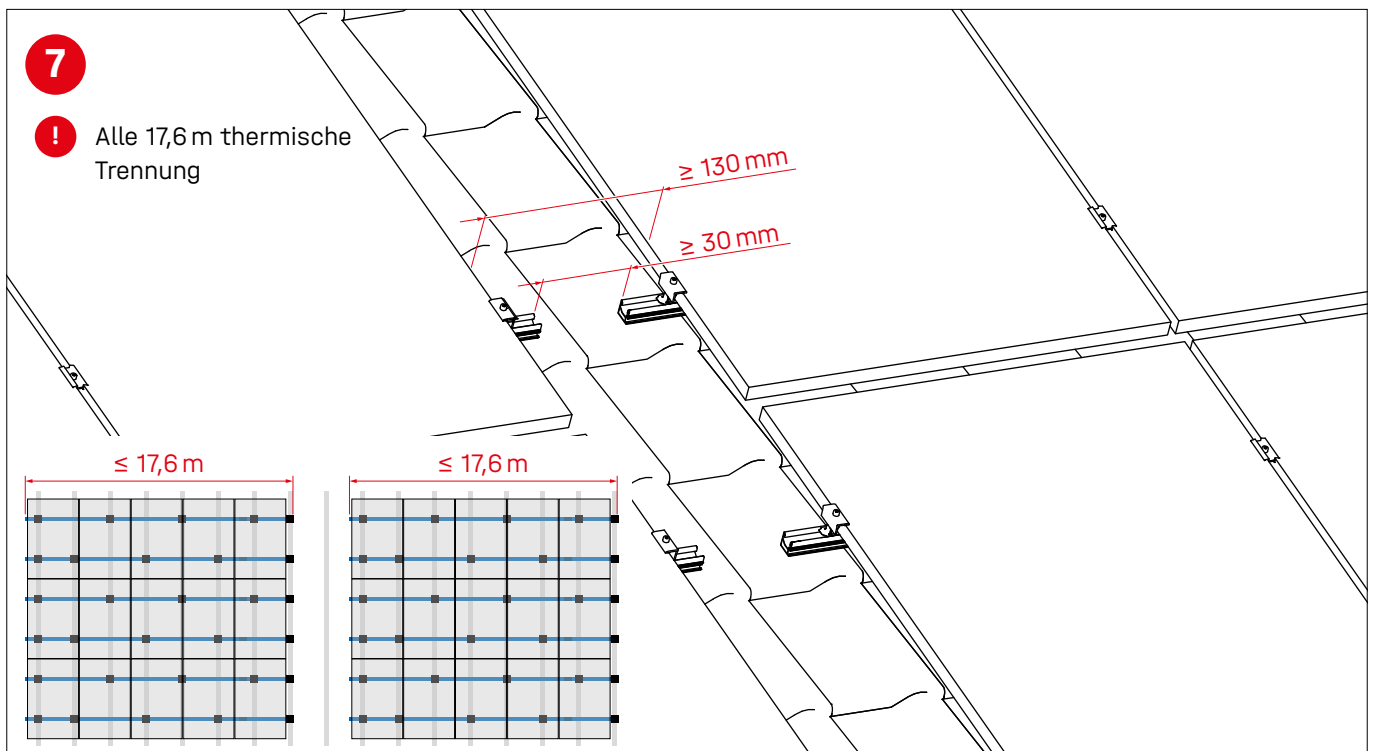 7
! Alle 17,6 m thermische
Trennung
≥ 130 mm
≥ 30 mm
≤ 17,6 m
≤ 17,6 m